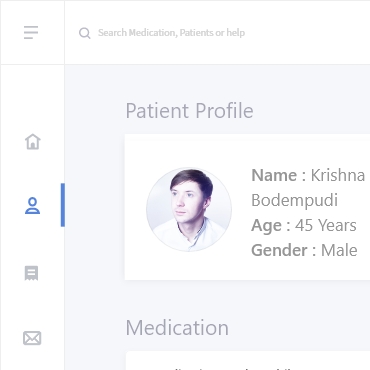 Search Medication, Patients or help
Patient Profile
Name : Krishna
Bodempudi
Age : 45 Years
Gender : Male
Medication